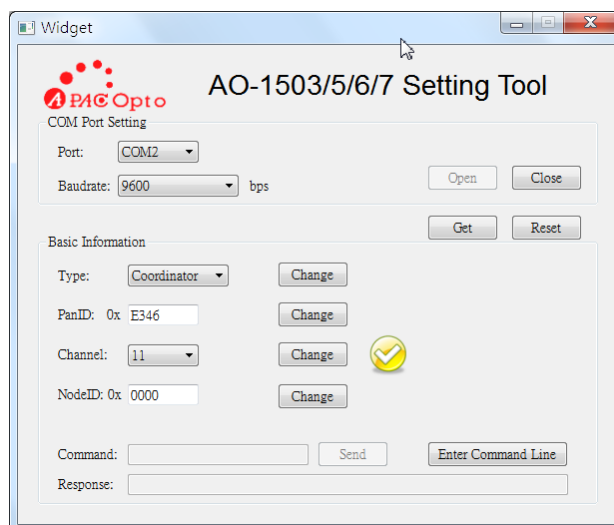 Widget
APAC Opto
AO-1503/5/6/7 Setting Tool
COM Port Setting
Port: COM2
Baudrate: 9600 bps
Open Close
Get Reset
Basic Information
Type: Coordinator Change
PanID: 0x E346 Change
Channel: 11 Change
NodeID: 0x 0000 Change
Command: Send Enter Command Line
Response: